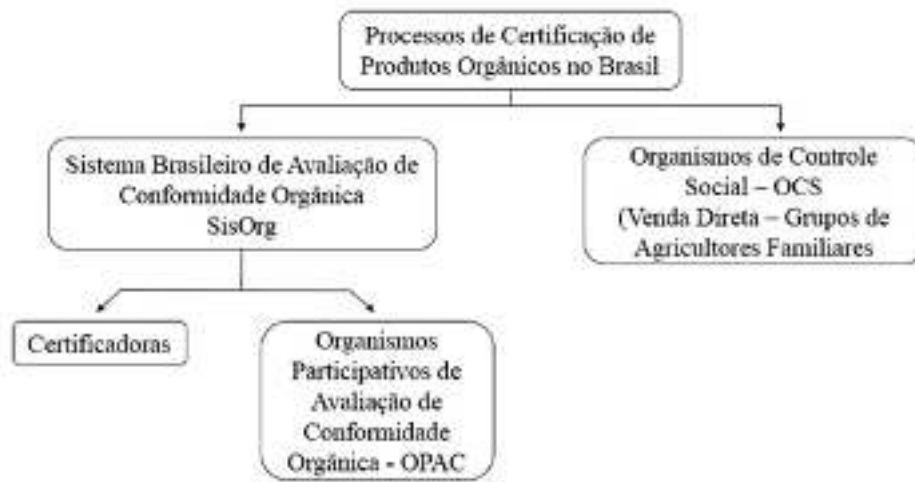 Processos de Certificação de
Produtos Orgânicos no Brasil
Sistema Brasileiro de Avaliação de
Conformidade Orgânica
SisOrg
Organismos de Controle
Social – OCS
(Venda Direta – Grupos de
Agricultores Familiares
Certificadoras
Organismos
Participativos de
Avaliação de
Conformidade
Orgânica - OPAC